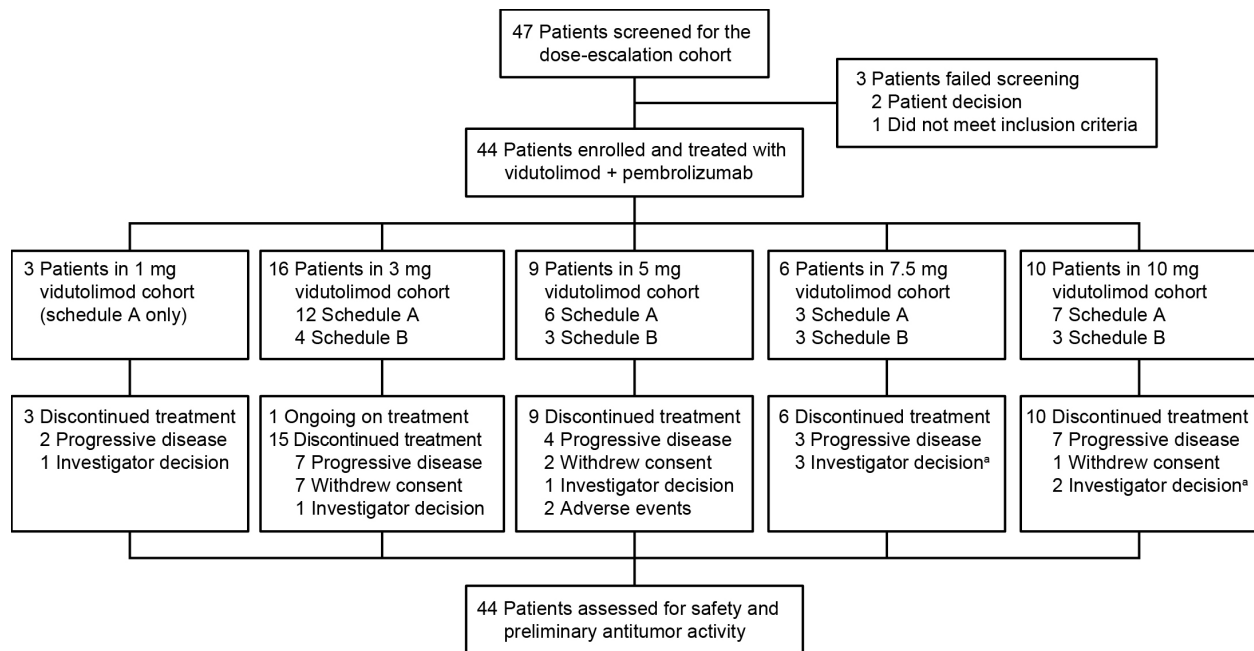 47 Patients screened for the
dose-escalation cohort
3 Patients failed screening
2 Patient decision
1 Did not meet inclusion criteria
44 Patients enrolled and treated with
vidutolimod + pembrolizumab
3 Patients in 1 mg
vidutolimod cohort
(schedule A only)
16 Patients in 3 mg
vidutolimod cohort
12 Schedule A
4 Schedule B
9 Patients in 5 mg
vidutolimod cohort
6 Schedule A
3 Schedule B
6 Patients in 7.5 mg
vidutolimod cohort
3 Schedule A
3 Schedule B
10 Patients in 10 mg
vidutolimod cohort
7 Schedule A
3 Schedule B
3 Discontinued treatment
2 Progressive disease
1 Investigator decision
1 Ongoing on treatment
15 Discontinued treatment
7 Progressive disease
7 Withdrew consent
1 Investigator decision
9 Discontinued treatment
4 Progressive disease
2 Withdrew consent
1 Investigator decision
2 Adverse events
6 Discontinued treatment
3 Progressive disease
3 Investigator decisionᵃ
10 Discontinued treatment
7 Progressive disease
1 Withdrew consent
2 Investigator decisionᵃ
44 Patients assessed for safety and
preliminary antitumor activity